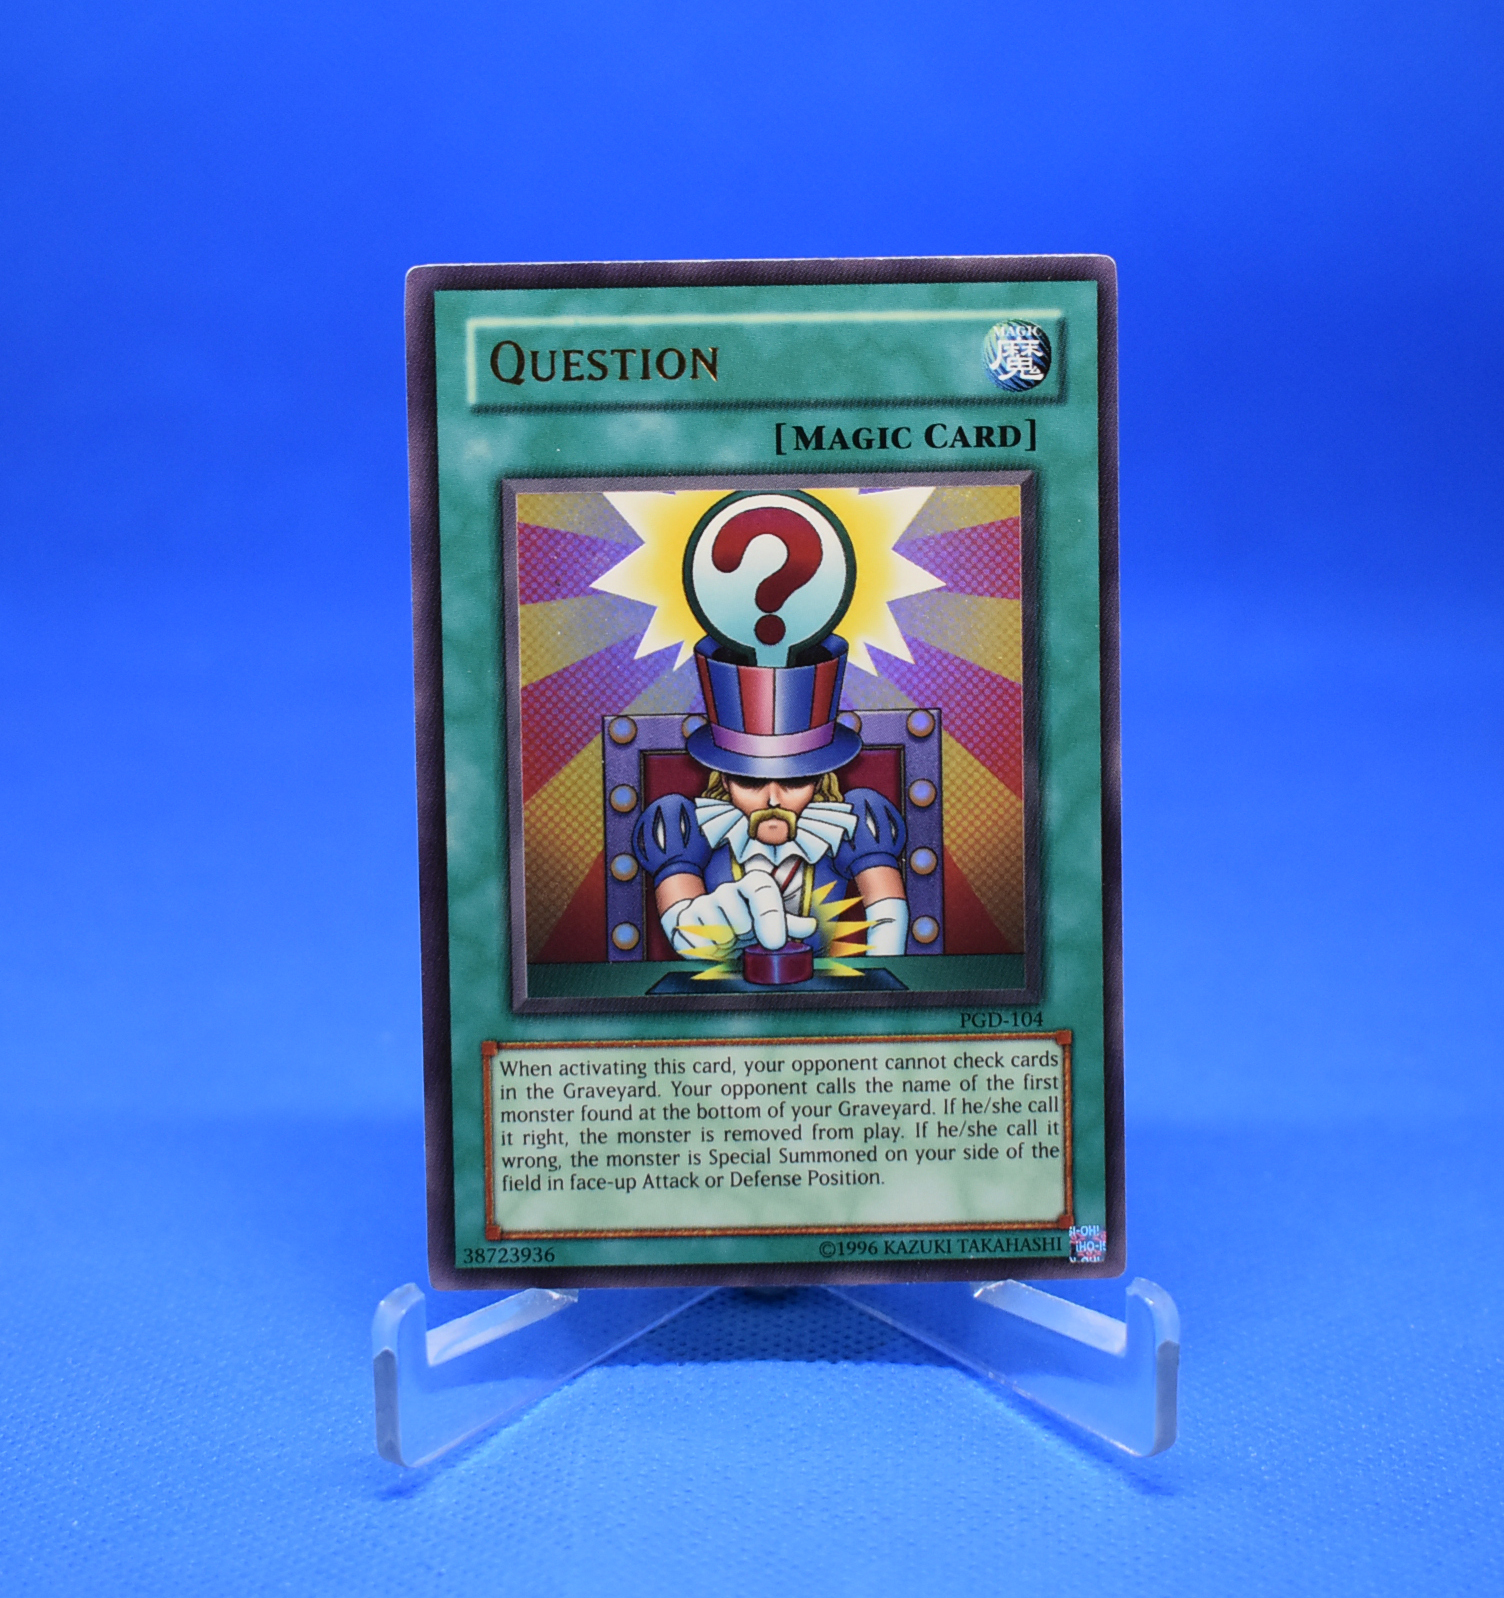 QUESTION
MAGIC
魔
[MAGIC CARD]
?
PGD-104
When activating this card, your opponent cannot check cards
in the Graveyard. Your opponent calls the name of the first
monster found at the bottom of your Graveyard. If he/she call
it right, the monster is removed from play. If he/she call it
wrong, the monster is Special Summoned on your side of the
field in face-up Attack or Defense Position.
38723936
©1996 KAZUKI TAKAHASHI